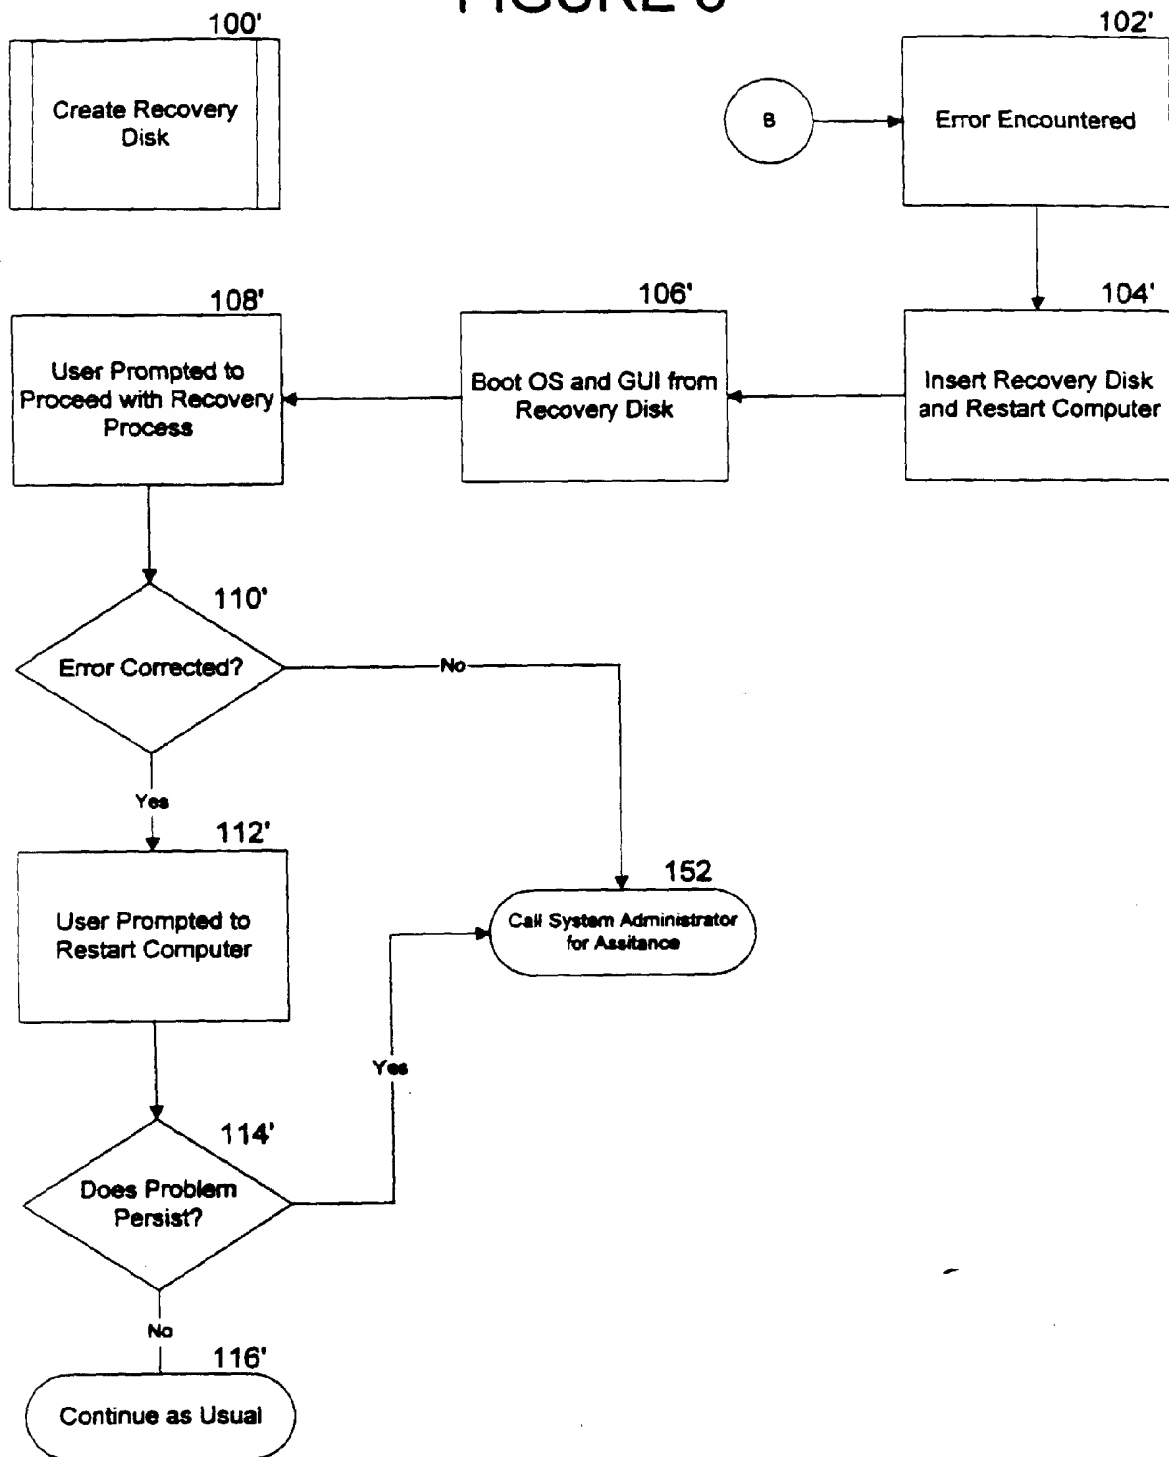 100'
Create Recovery
Disk
B
102'
Error Encountered
108'
User Prompted to
Proceed with Recovery
Process
106'
Boot OS and GUI from
Recovery Disk
104'
Insert Recovery Disk
and Restart Computer
110'
Error Corrected?
No
Yes
112'
User Prompted to
Restart Computer
152
Call System Administrator
for Assitance
Yes
114'
Does Problem
Persist?
No
116'
Continue as Usual